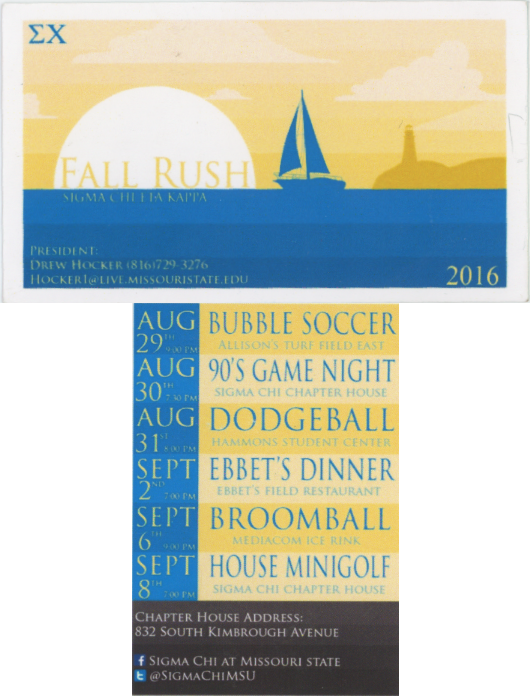 ΣΧ
FALL RUSH
SIGMA CHI ETA KAPPA
PRESIDENT:
DREW HOCKER (816)729-3276
HOCKER1@LIVE.MISSOURISTATE.EDU
2016
AUG 29TH 9:00 PM
BUBBLE SOCCER
ALLISON'S TURF FIELD EAST
AUG 30TH 7:30 PM
90'S GAME NIGHT
SIGMA CHI CHAPTER HOUSE
AUG 31ST 8:00 PM
DODGEBALL
HAMMONS STUDENT CENTER
SEPT 2ND 7:00 PM
EBBET'S DINNER
EBBET'S FIELD RESTAURANT
SEPT 6TH 9:00 PM
BROOMBALL
MEDIACOM ICE RINK
SEPT 8TH 7:00 PM
HOUSE MINIGOLF
SIGMA CHI CHAPTER HOUSE
CHAPTER HOUSE ADDRESS:
832 SOUTH KIMBROUGH AVENUE
f SIGMA CHI AT MISSOURI STATE
t @SIGMACHIMSU